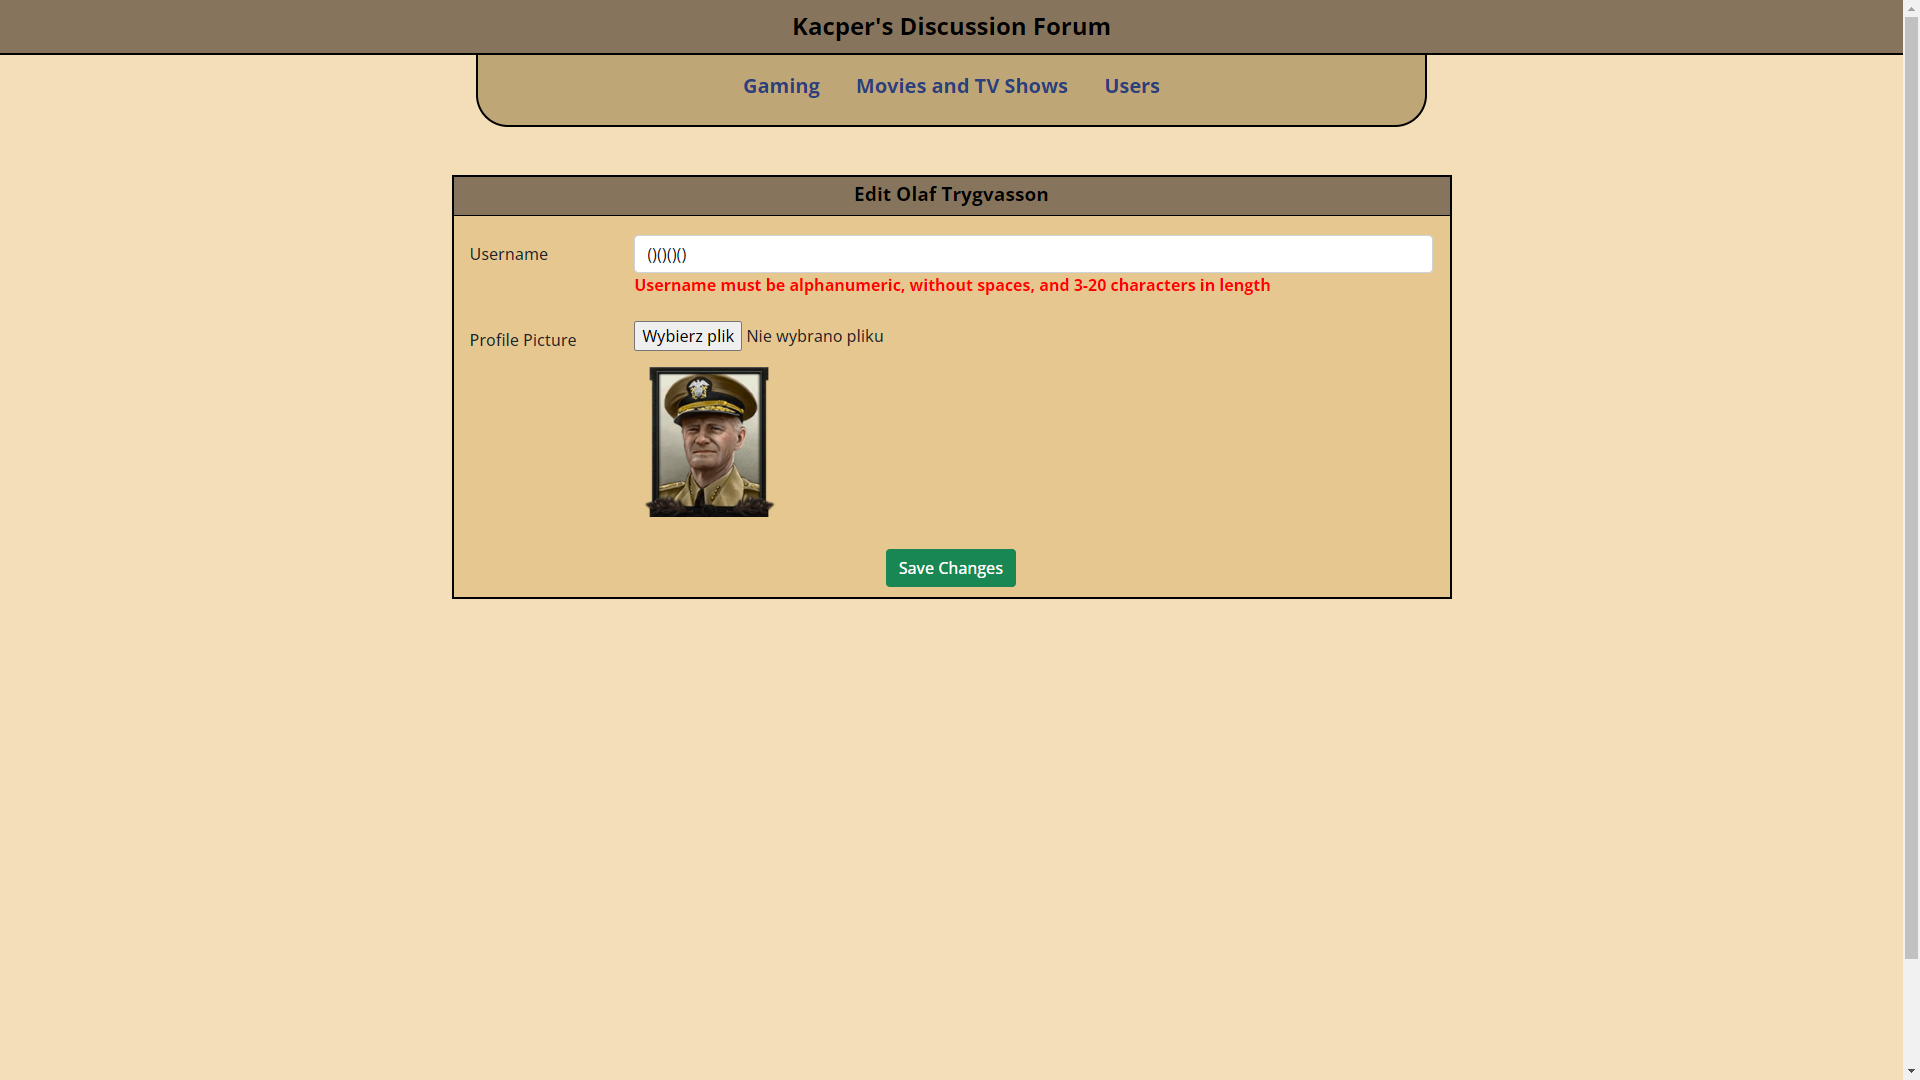 Kacper's Discussion Forum
Gaming Movies and TV Shows Users
Edit Olaf Trygvasson
Username ()()()()
Username must be alphanumeric, without spaces, and 3-20 characters in length
Profile Picture Wybierz plik Nie wybrano pliku
Save Changes